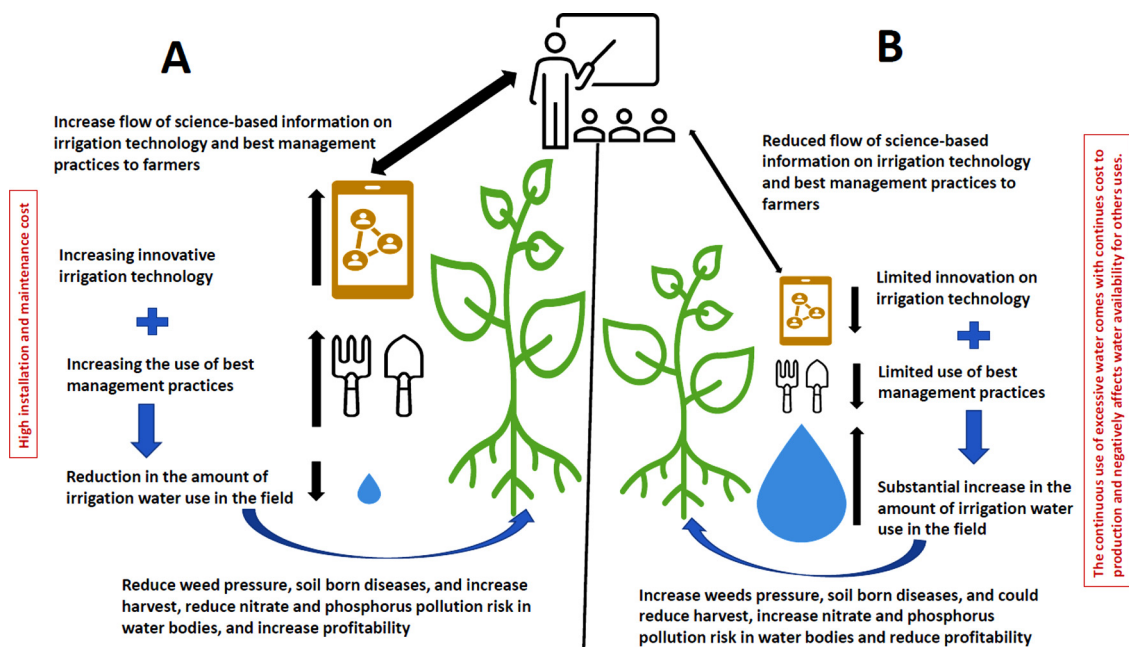 A
Increase flow of science-based information on
irrigation technology and best management
practices to farmers
High installation and maintenance cost
Increasing innovative
irrigation technology
Increasing the use of best
management practices
Reduction in the amount of
irrigation water use in the field
Reduce weed pressure, soil born diseases, and increase
harvest, reduce nitrate and phosphorus pollution risk in
water bodies, and increase profitability
B
Reduced flow of science-based
information on irrigation technology
and best management practices to
farmers
Limited innovation on
irrigation technology
Limited use of best
management practices
Substantial increase in the
amount of irrigation water
use in the field
Increase weeds pressure, soil born diseases, and could
reduce harvest, increase nitrate and phosphorus
pollution risk in water bodies and reduce profitability
The continuous use of excessive water comes with continues cost to
production and negatively affects water availability for others uses.